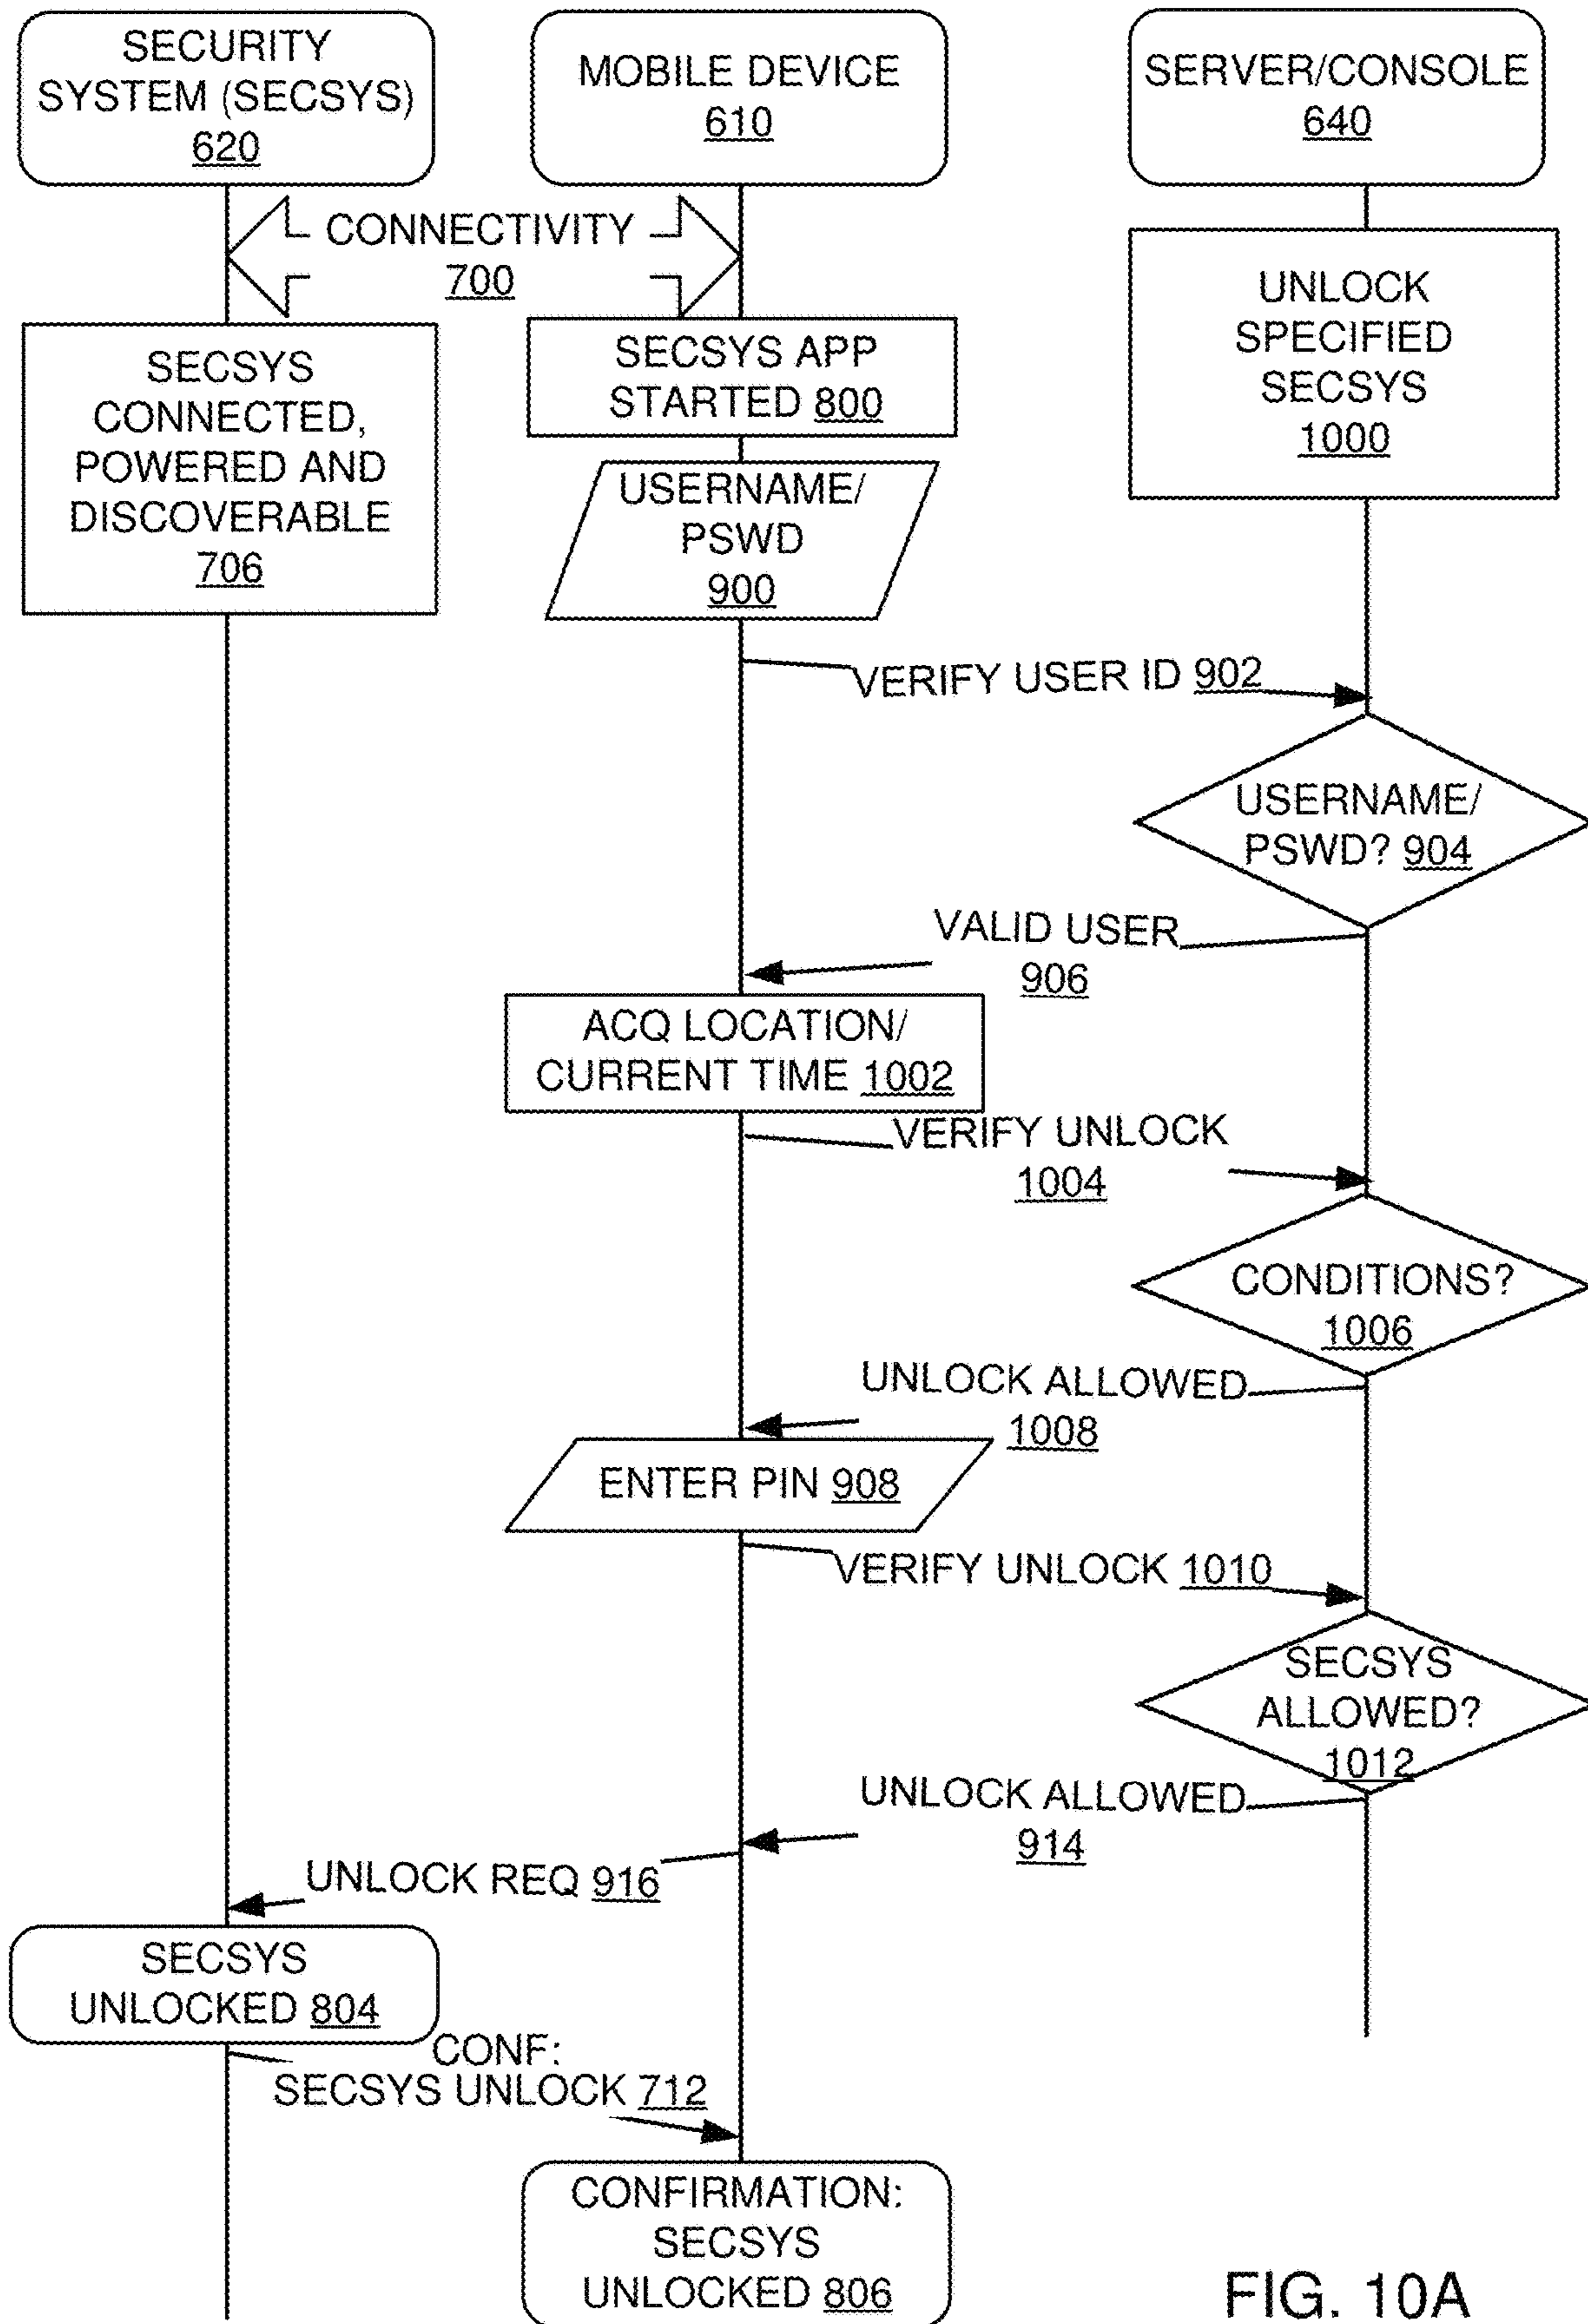 SECURITY
SYSTEM (SECSYS)
620
MOBILE DEVICE
610
SERVER/CONSOLE
640
CONNECTIVITY
700
SECSYS
CONNECTED,
POWERED AND
DISCOVERABLE
706
SECSYS APP
STARTED 800
UNLOCK
SPECIFIED
SECSYS
1000
USERNAME/
PSWD
900
VERIFY USER ID 902
USERNAME/
PSWD? 904
VALID USER
906
ACQ LOCATION/
CURRENT TIME 1002
VERIFY UNLOCK
1004
CONDITIONS?
1006
UNLOCK ALLOWED
1008
ENTER PIN 908
VERIFY UNLOCK 1010
SECSYS
ALLOWED?
1012
UNLOCK ALLOWED
914
UNLOCK REQ 916
SECSYS
UNLOCKED 804
CONF:
SECSYS UNLOCK 712
CONFIRMATION:
SECSYS
UNLOCKED 806
FIG. 10A